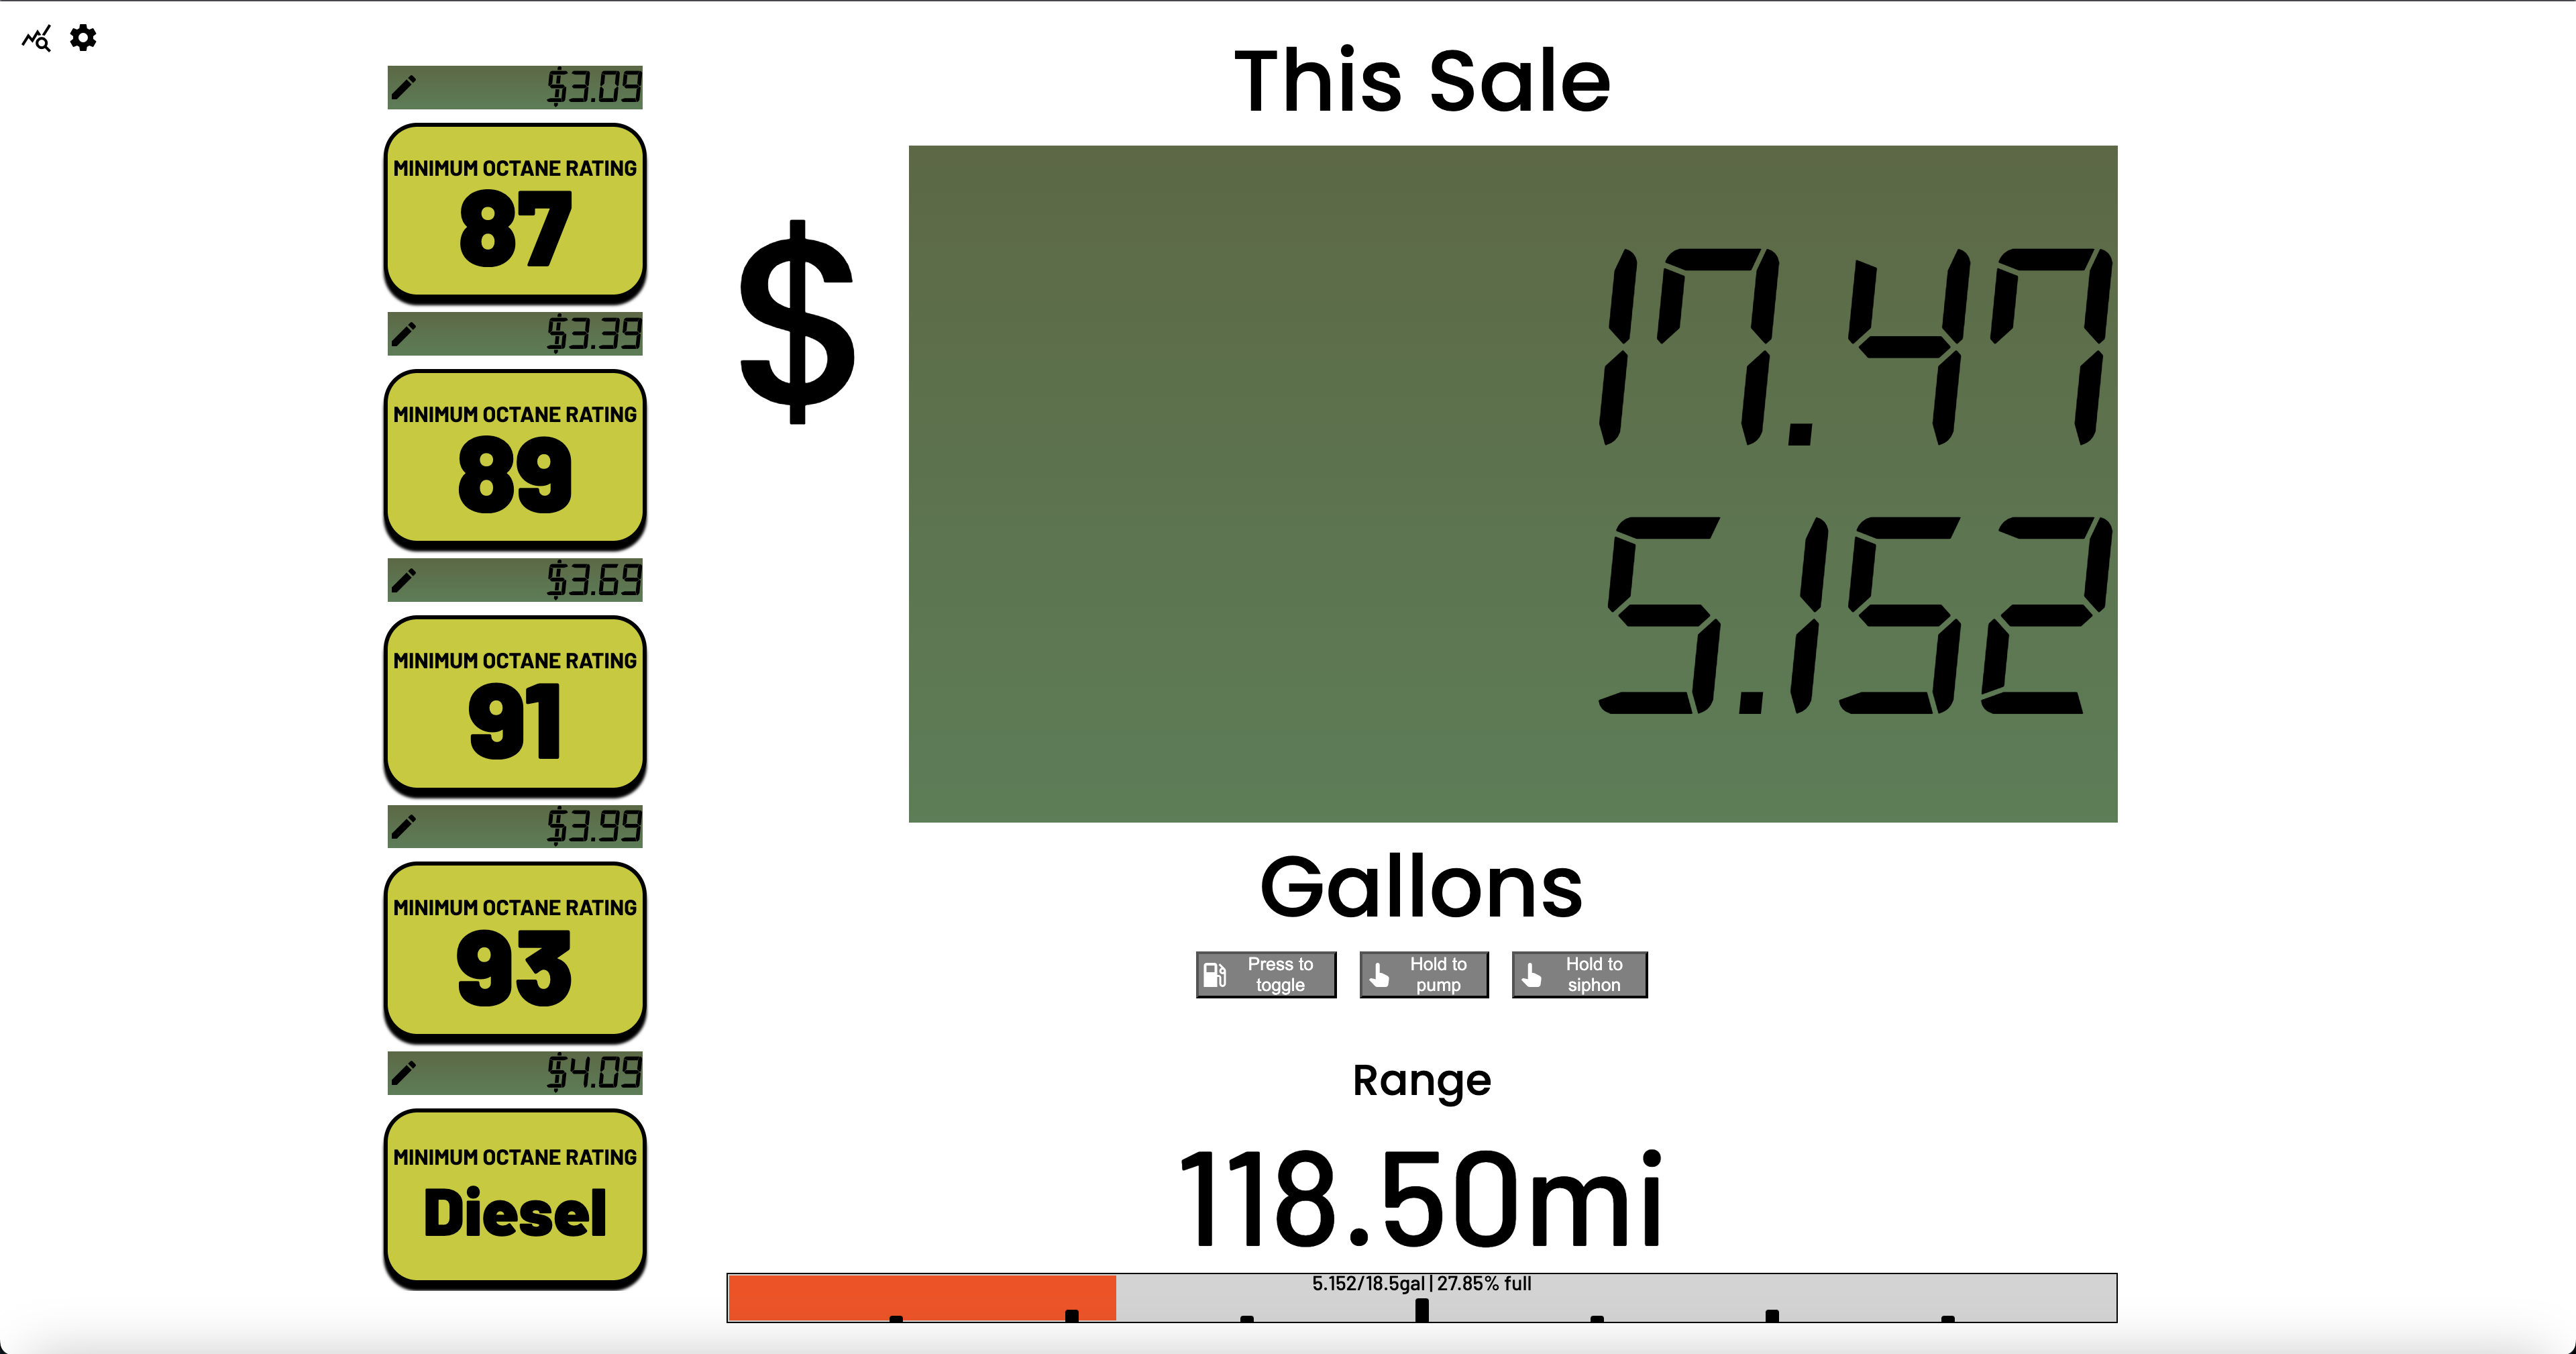 $3.09
MINIMUM OCTANE RATING
87
$3.39
MINIMUM OCTANE RATING
89
$3.69
MINIMUM OCTANE RATING
91
$3.99
MINIMUM OCTANE RATING
93
$4.09
MINIMUM OCTANE RATING
Diesel
This Sale
$ 17.47
5.152
Gallons
Press to
toggle
Hold to
pump
Hold to
siphon
Range
118.50mi
5.152/18.5gal | 27.85% full